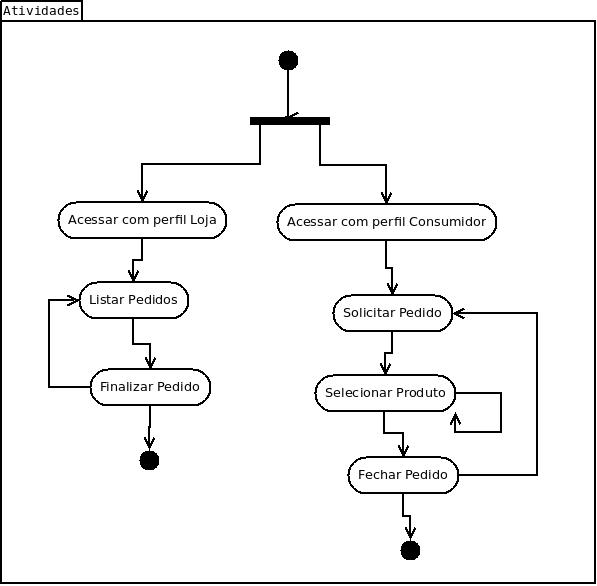 Atividades
Acessar com perfil Loja
Acessar com perfil Consumidor
Listar Pedidos
Solicitar Pedido
Finalizar Pedido
Selecionar Produto
Fechar Pedido